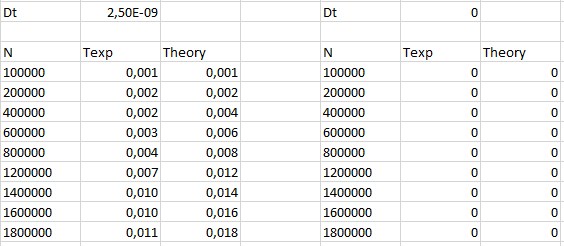 Dt 2,50E-09 Dt 0
N Texp Theory N Texp Theory
100000 0,001 0,001 100000 0 0
200000 0,002 0,002 200000 0 0
400000 0,002 0,004 400000 0 0
600000 0,003 0,006 600000 0 0
800000 0,004 0,008 800000 0 0
1200000 0,007 0,012 1200000 0 0
1400000 0,010 0,014 1400000 0 0
1600000 0,010 0,016 1600000 0 0
1800000 0,011 0,018 1800000 0 0